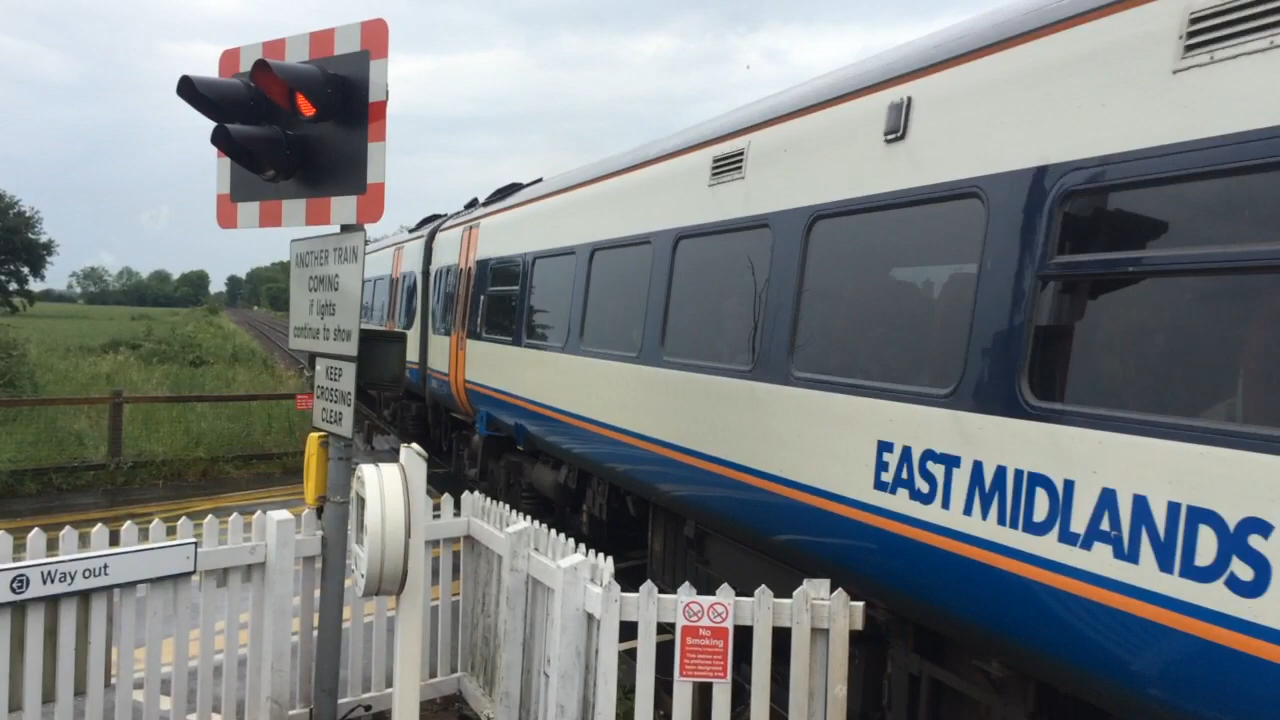 ANOTHER TRAIN
COMING
if lights
continue to show
KEEP
CROSSING
CLEAR
EAST MIDLANDS
Way out
No
Smoking